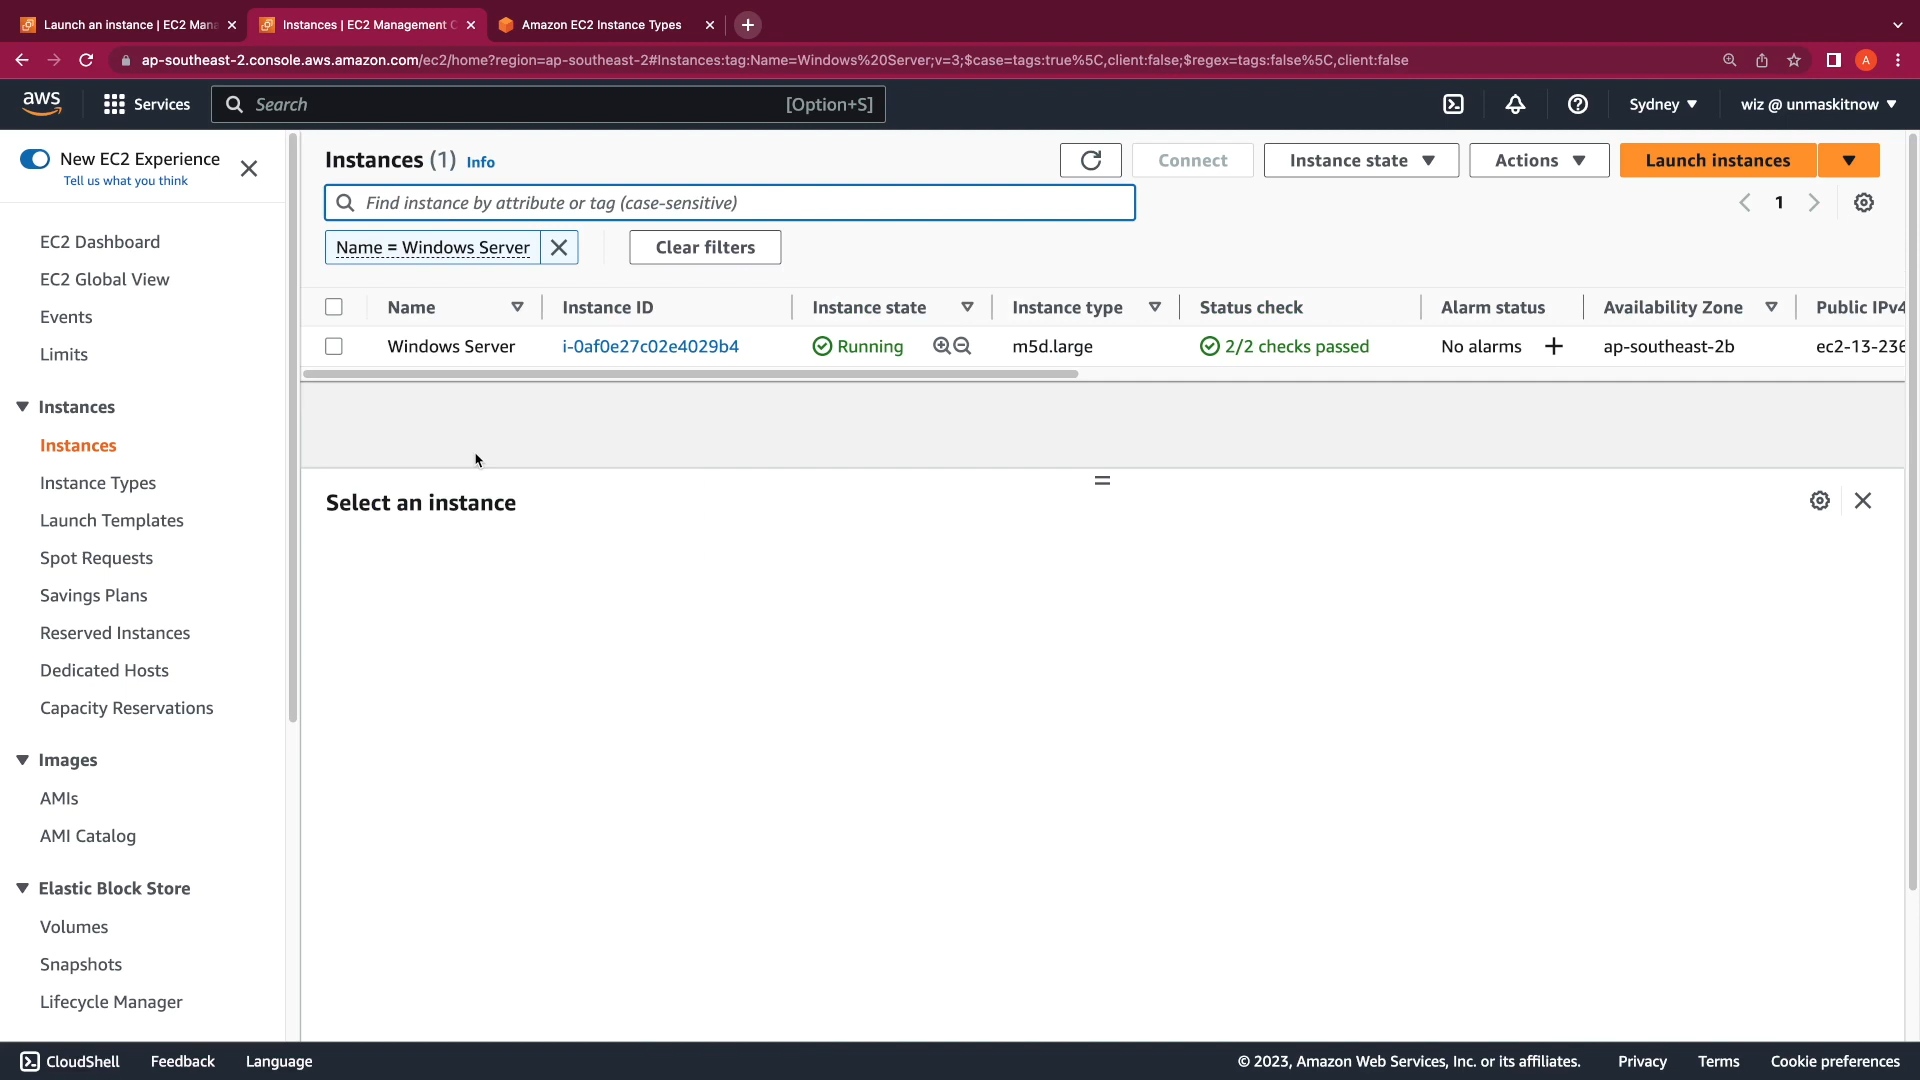 Launch an instance | EC2 Mana
Instances | EC2 Management C
Amazon EC2 Instance Types
ap-southeast-2.console.aws.amazon.com/ec2/home?region=ap-southeast-2#Instances:tag:Name=Windows%20Server;v=3;$case=tags:true%5C,client:false;$regex=tags:false%5C,client:false
A
aws
Services
Search
[Option+S]
Sydney
wiz @ unmaskitnow
New EC2 Experience
Tell us what you think
EC2 Dashboard
EC2 Global View
Events
Limits
Instances
Instances
Instance Types
Launch Templates
Spot Requests
Savings Plans
Reserved Instances
Dedicated Hosts
Capacity Reservations
Images
AMIs
AMI Catalog
Elastic Block Store
Volumes
Snapshots
Lifecycle Manager
Instances (1) Info
Connect
Instance state
Actions
Launch instances
Find instance by attribute or tag (case-sensitive)
1
Name = Windows Server
Clear filters
Name Instance ID Instance state Instance type Status check Alarm status Availability Zone Public IPv4
Windows Server i-0af0e27c02e4029b4 Running m5d.large 2/2 checks passed No alarms ap-southeast-2b ec2-13-236
Select an instance
CloudShell
Feedback
Language
© 2023, Amazon Web Services, Inc. or its affiliates.
Privacy
Terms
Cookie preferences